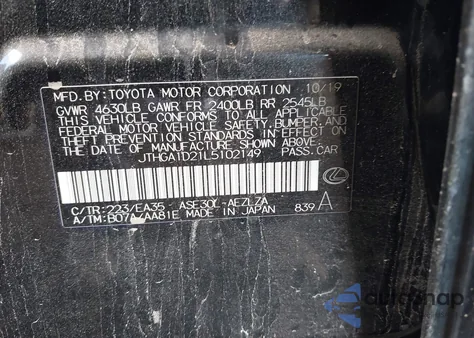 MFD. BY: TOYOTA MOTOR CORPORATION 10/19
GVWR 4630LB GAWR FR 2400LB RR 2545LB
THIS VEHICLE CONFORMS TO ALL APPLICABLE
FEDERAL MOTOR VEHICLE SAFETY, BUMPER, AND
THEFT PREVENTION STANDARDS IN EFFECT ON
THE DATE OF MANUFACTURE SHOWN ABOVE.
JTHGA1D21L5102149 PASS. CAR
C/TR: 223/EA35 ASE30L-AEZLZA
A/TM: B07A/AA81E MADE IN JAPAN 839 A
autosnap